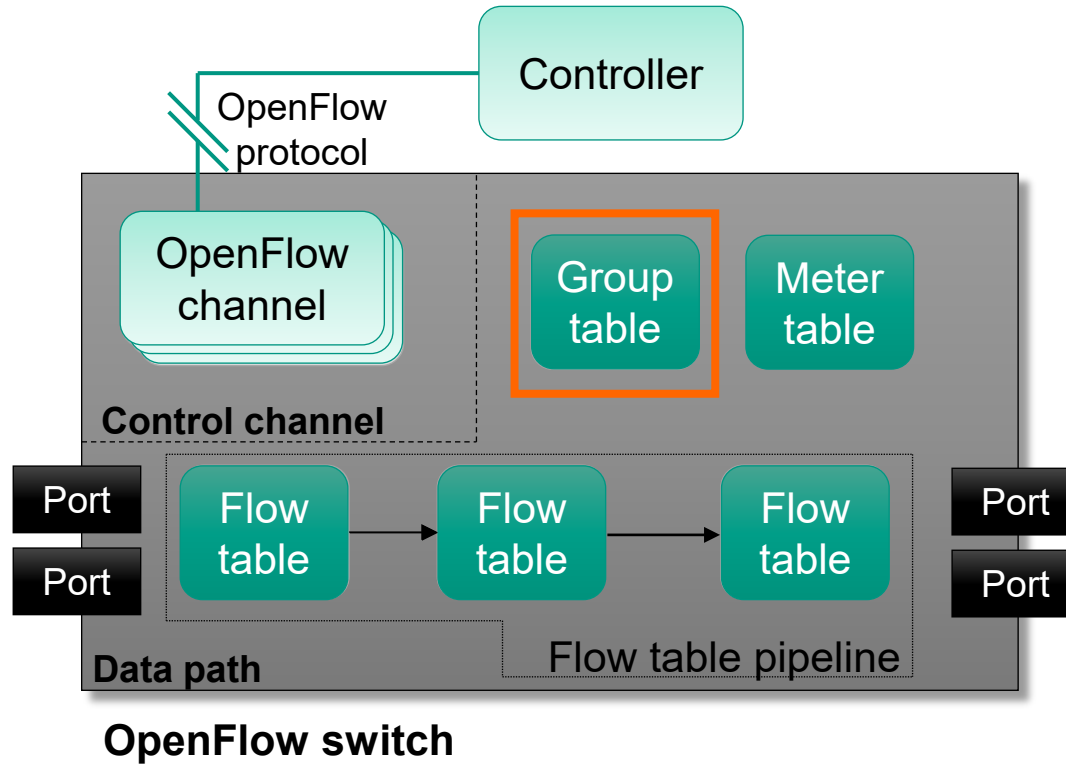 Controller
OpenFlow
protocol
OpenFlow
channel
Group
table
Meter
table
Control channel
Port
Port
Flow
table
Flow
table
Flow
table
Port
Port
Flow table pipeline
Data path
OpenFlow switch